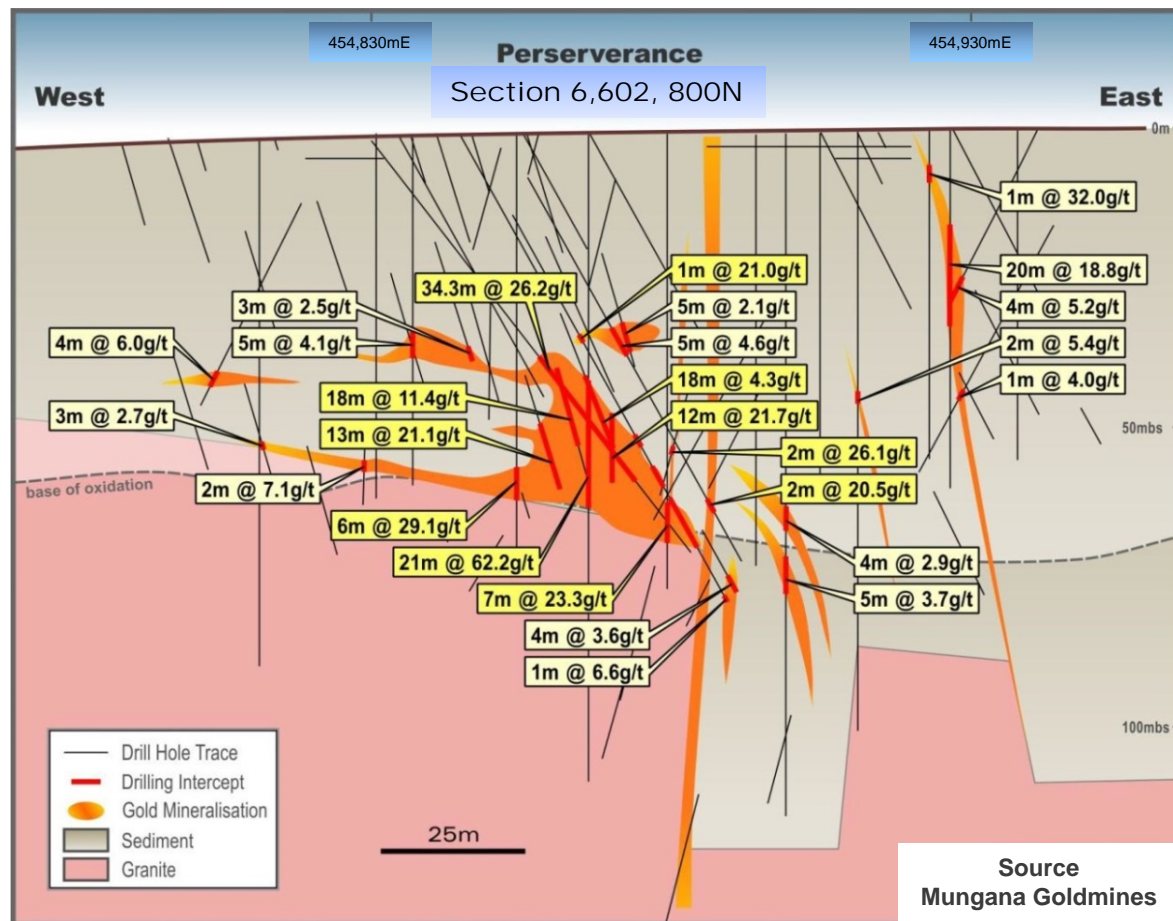 454,830mE
454,930mE
Perserverance
Section 6,602, 800N
West
East
0m
1m @ 32.0g/t
20m @ 18.8g/t
4m @ 5.2g/t
2m @ 5.4g/t
1m @ 4.0g/t
1m @ 21.0g/t
5m @ 2.1g/t
5m @ 4.6g/t
18m @ 4.3g/t
12m @ 21.7g/t
34.3m @ 26.2g/t
3m @ 2.5g/t
5m @ 4.1g/t
4m @ 6.0g/t
18m @ 11.4g/t
13m @ 21.1g/t
3m @ 2.7g/t
50mbs
2m @ 26.1g/t
2m @ 20.5g/t
base of oxidation
2m @ 7.1g/t
6m @ 29.1g/t
21m @ 62.2g/t
7m @ 23.3g/t
4m @ 2.9g/t
5m @ 3.7g/t
4m @ 3.6g/t
1m @ 6.6g/t
100mbs
Drill Hole Trace
Drilling Intercept
Gold Mineralisation
Sediment
Granite
25m
Source
Mungana Goldmines